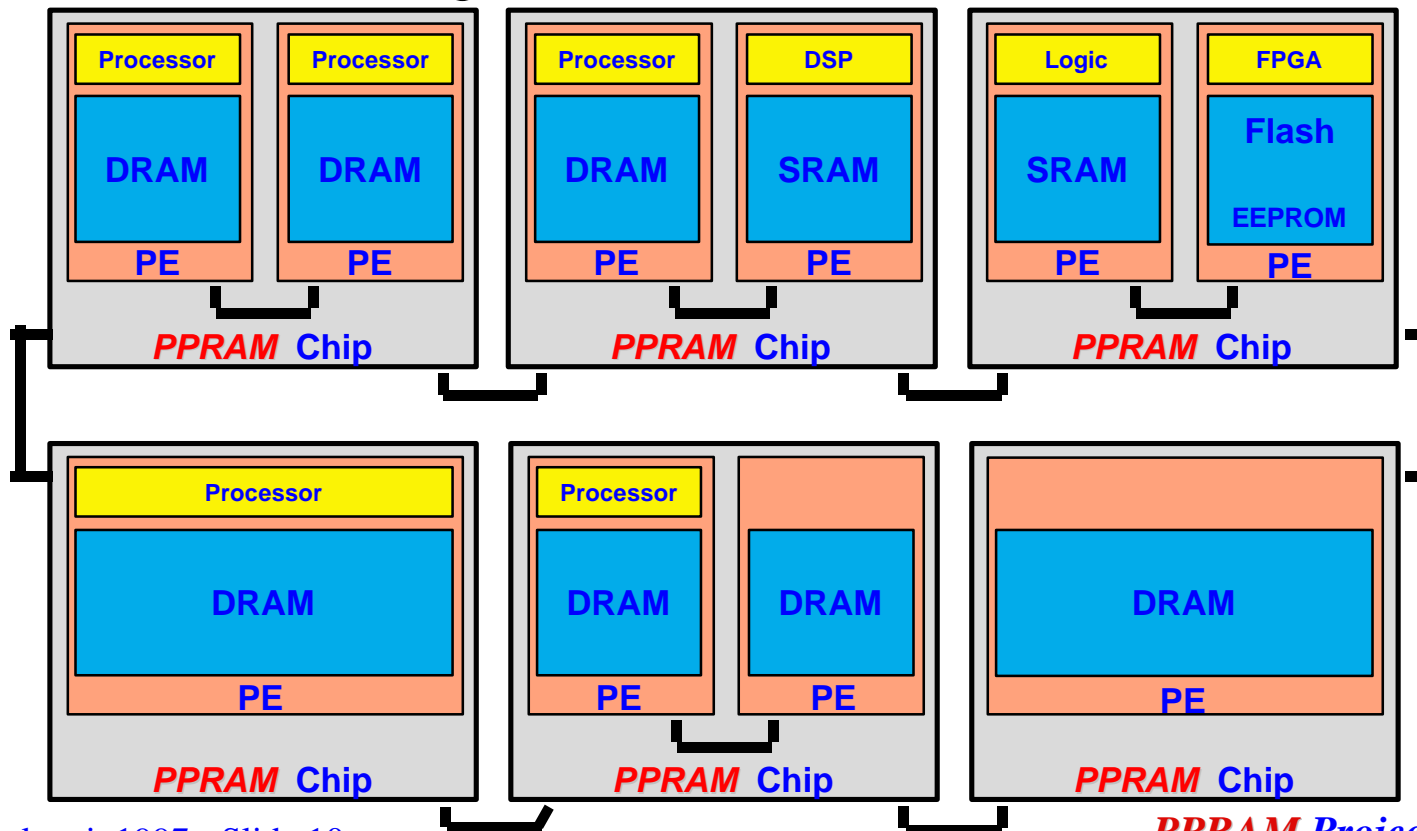 Processor
DRAM
PE
Processor
DRAM
PE
PPRAM Chip
Processor
DRAM
PE
DSP
SRAM
PE
PPRAM Chip
Logic
SRAM
PE
FPGA
Flash
EEPROM
PE
PPRAM Chip
Processor
DRAM
PE
PPRAM Chip
Processor
DRAM
PE
DRAM
PE
PPRAM Chip
DRAM
PE
PPRAM Chip
1997
PPRAM